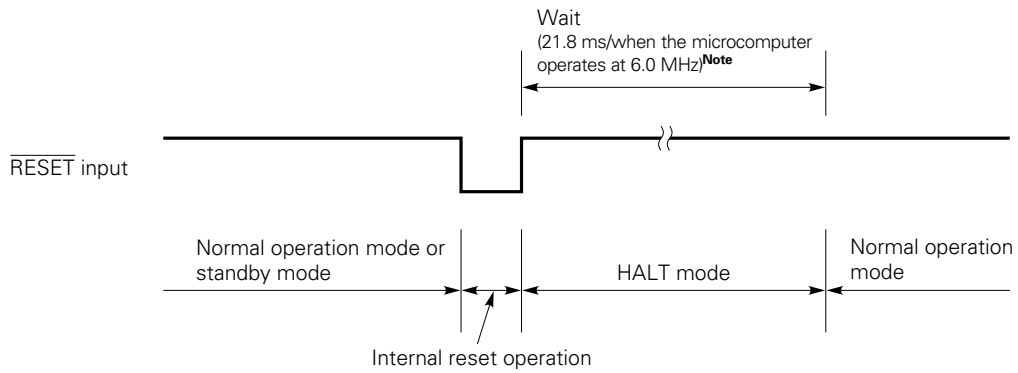 Wait
(21.8 ms/when the microcomputer
operates at 6.0 MHz)Note
RESET input
Normal operation mode or
standby mode
HALT mode
Normal operation
mode
Internal reset operation